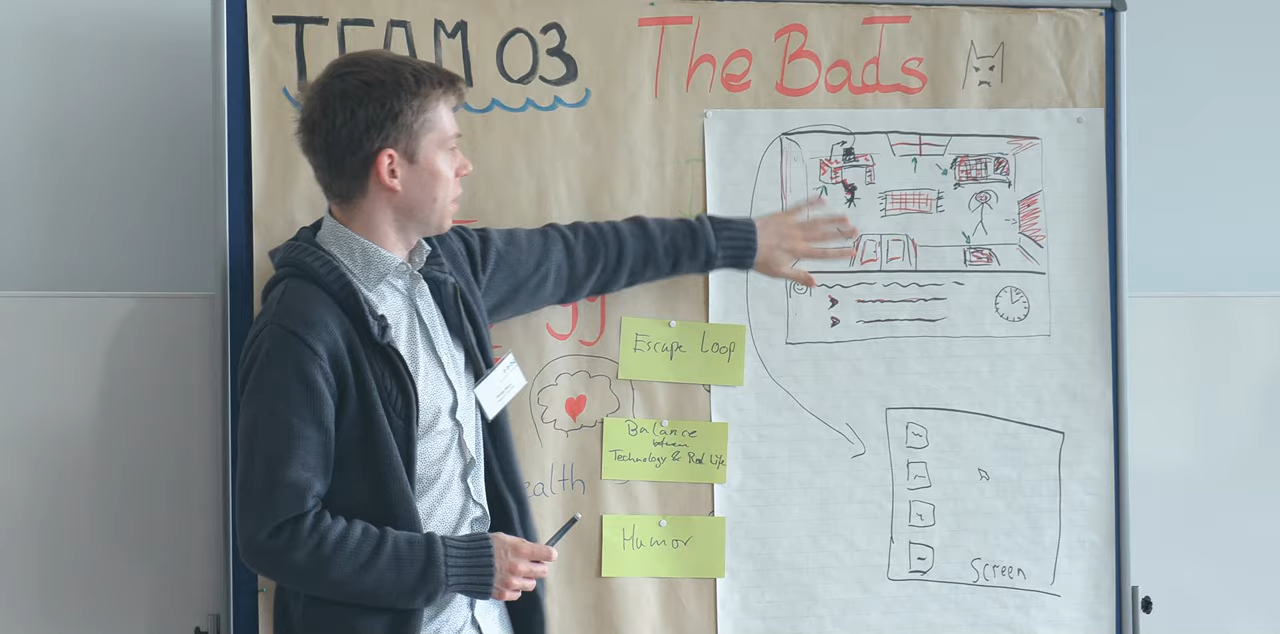 TEAM 03
The Bads
Escape Loop
Balance
between
Technology & Real Life
ealth
Humor
Screen